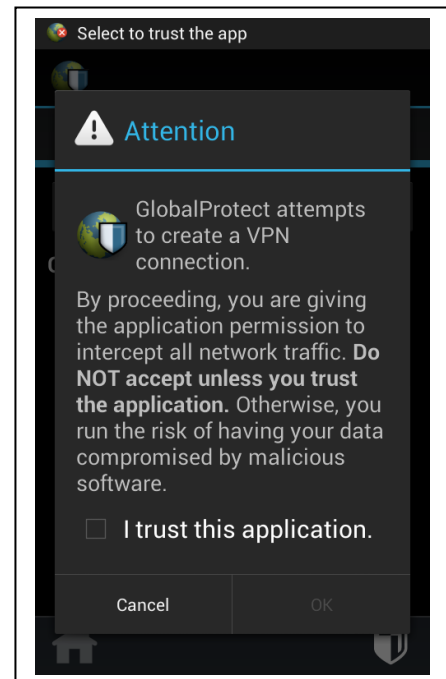 Select to trust the app
Attention
GlobalProtect attempts
to create a VPN
connection.
By proceeding, you are giving
the application permission to
intercept all network traffic. Do
NOT accept unless you trust
the application. Otherwise, you
run the risk of having your data
compromised by malicious
software.
I trust this application.
Cancel
OK